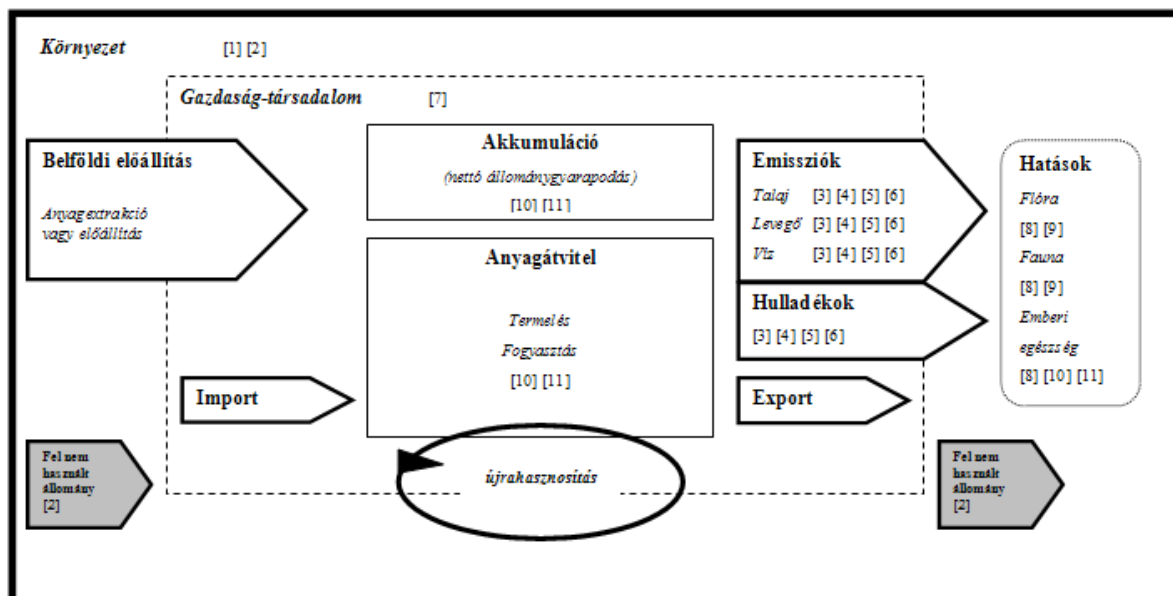 Környezet [1] [2]
Gazdaság-társadalom [7]
Belföldi előállítás
Anyagextrakció
vagy előállítás
Akkumuláció
(nettó állománygyarapodás)
[10] [11]
Anyagátvitel
Termelés
Fogyasztás
[10] [11]
Import
Emissziók
Talaj [3] [4] [5] [6]
Levegő [3] [4] [5] [6]
Víz [3] [4] [5] [6]
Hulladékok
[3] [4] [5] [6]
Export
Hatások
Flóra
[8] [9]
Fauna
[8] [9]
Emberi
egészség
[8] [10] [11]
Fel nem
használt
állomány
[2]
újrahasznosítás
Fel nem
használt
állomány
[2]